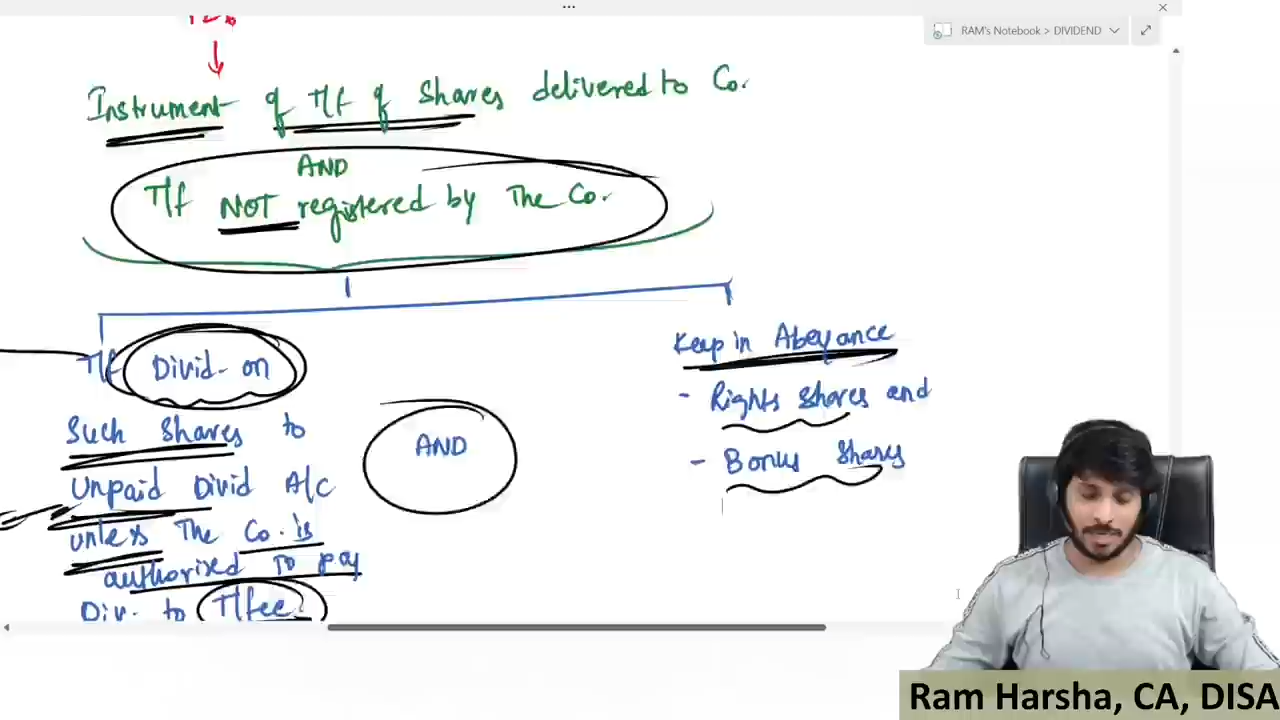 RAM's Notebook > DIVIDEND
Instrument of T/f of Shares delivered to Co.
AND
T/f NOT registered by The Co.
T/f Divid- on
Such Shares to
Unpaid Divid A/C
unless The Co. is
authorised To pay
Div. to T/fee.
AND
Keep in Abeyance
- Rights Shares and
- Bonus Shares
Ram Harsha, CA, DISA